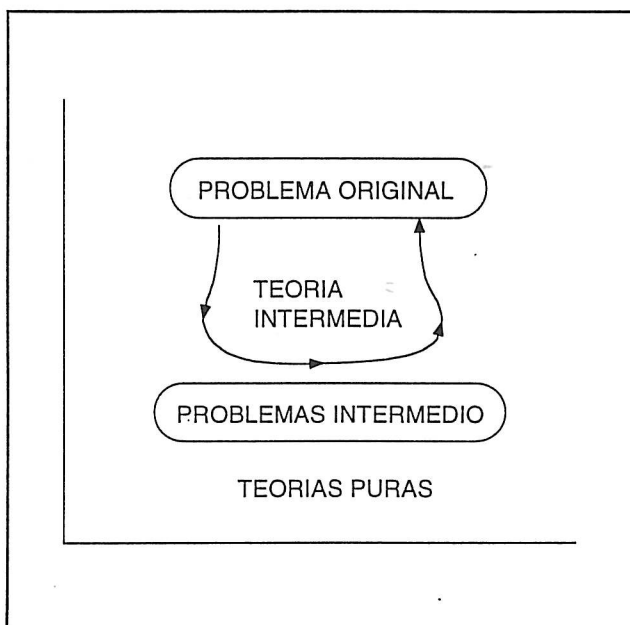 PROBLEMA ORIGINAL
TEORIA
INTERMEDIA
PROBLEMAS INTERMEDIO
TEORIAS PURAS